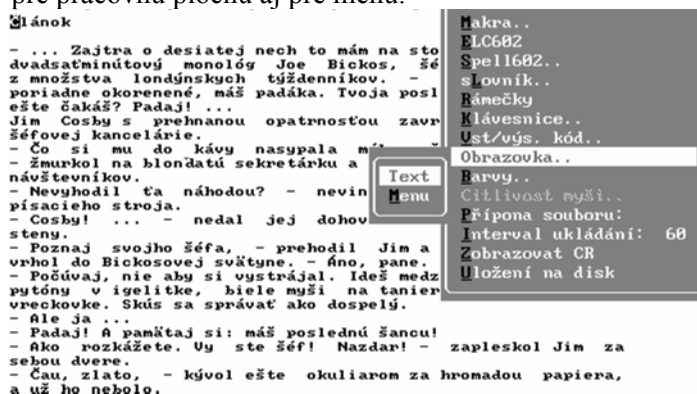 pre pracovnú plochu aj pre menu.
Článok
- ... Zajtra o desiatej nech to mám na sto
dvadsaťminútový monológ Joe Bickos, šé
z množstva londýnskych týždenníkov. -
poriadne okorenené, máš padáka. Tvoja posl
ešte čakáš? Padaj! ...
Jim Cosby s prehnanou opatrnosťou zavr
šéfovej kancelárie.
- Čo si mu do kávy nasypala
- žmurkol na blondatú sekretárku a
návštevníkov.
- Nevyhodil ťa náhodou? - nevin
písacieho stroja.
- Cosby! ... - nedal jej dohov
steny.
- Poznaj svojho šéfa, - prehodil Jim a
vrhol do Bickosovej svätyne. - Áno, pane.
- Počúvaj, nie aby si vystrájal. Ideš medz
pytóny v igelitke, biele myši na tanier
vreckovke. Skús sa správať ako dospelý.
- Ale ja ...
- Padaj! A pamätaj si: máš poslednú šancu!
- Ako rozkážete. Vy ste šéf! Nazdar! - zapleskol Jim za
sebou dvere.
- Čau, zlato, - kývol ešte okuliarom za hromadou papiera,
a už ho nebolo.
Text
Menu
Makra..
ELC602
Spell602..
sLovník..
Rámečky
Klávesnice..
Vst/výs. kód..
Obrazovka..
Barvy..
Citlivost myši..
Přípona souboru:
Interval ukládání: 60
Zobrazovat CR
Uložení na disk